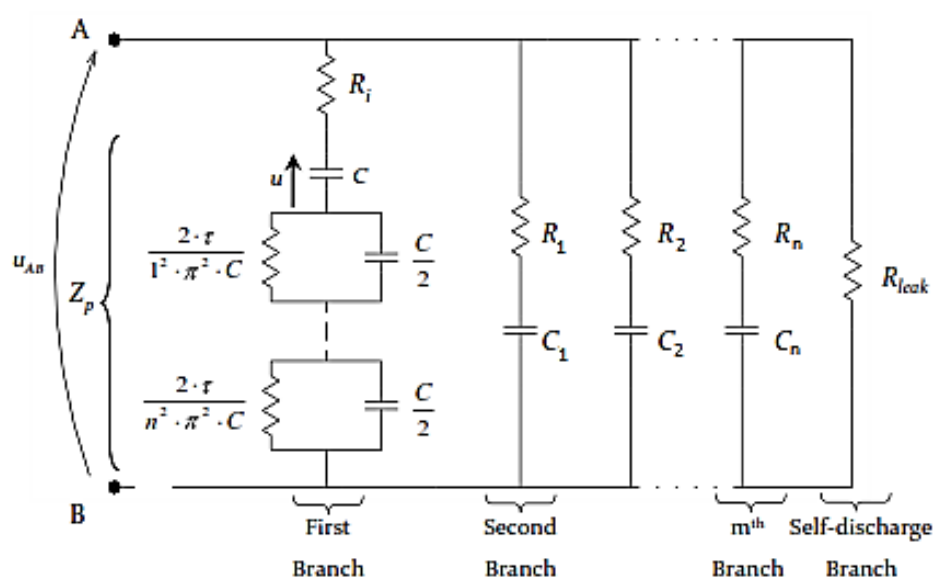 A
R_i
u
C
2 · τ
1² · π² · C
C
2
R_1
R_2
R_n
R_leak
u_AB
Z_p
C_1
C_2
C_n
2 · τ
n² · π² · C
C
2
B
First
Branch
Second
Branch
mᵗʰ
Branch
Self-discharge
Branch